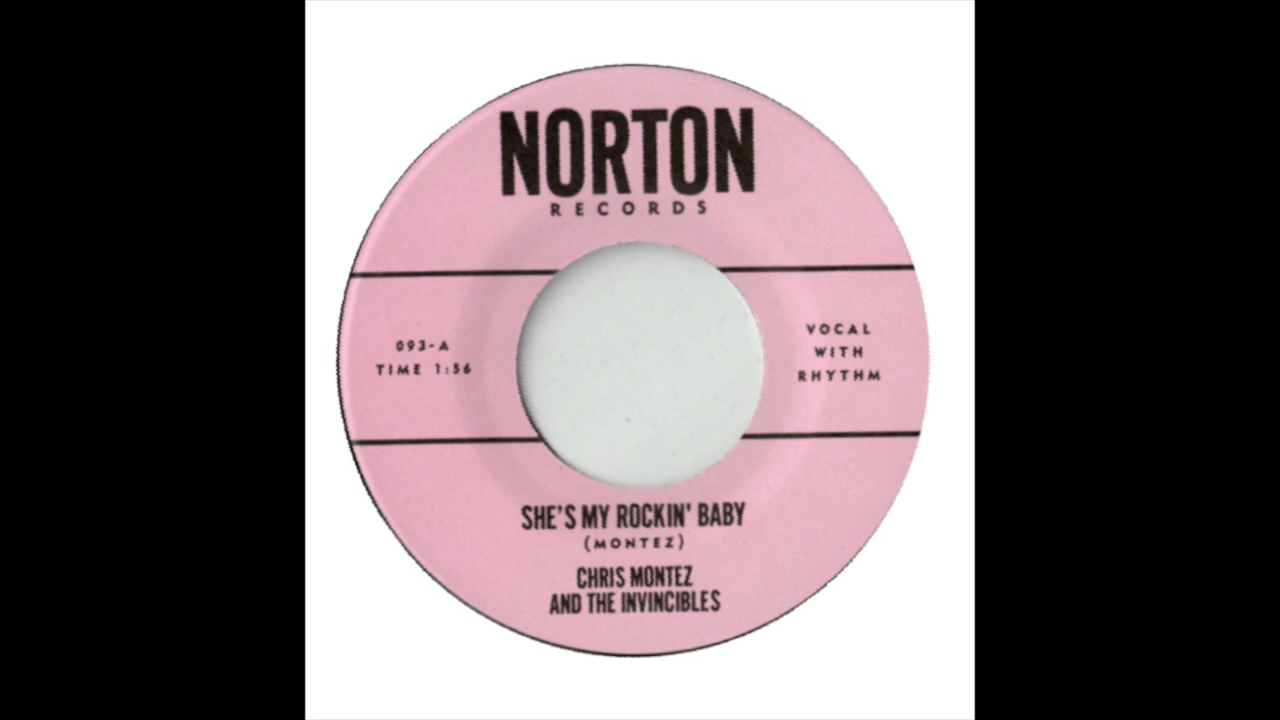 NORTON
RECORDS
093-A
TIME 1:56
VOCAL
WITH
RHYTHM
SHE'S MY ROCKIN' BABY
(MONTEZ)
CHRIS MONTEZ
AND THE INVINCIBLES